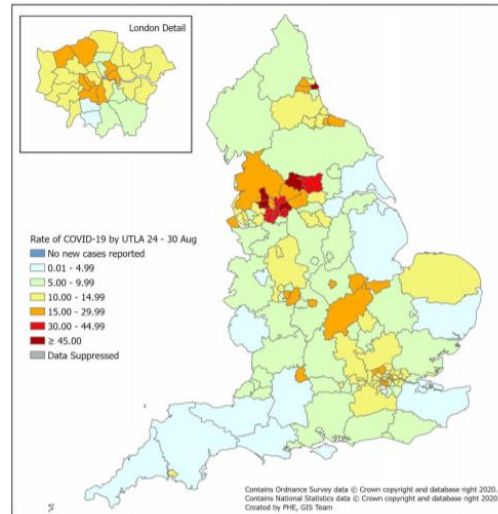 London Detail
Rate of COVID-19 by UTLA 24 - 30 Aug
No new cases reported
0.01 - 4.99
5.00 - 9.99
10.00 - 14.99
15.00 - 29.99
30.00 - 44.99
≥ 45.00
Data Suppressed
Contains Ordnance Survey data © Crown copyright and database right 2020.
Contains National Statistics data © Crown copyright and database right 2020.
Created by PHE, GIS Team